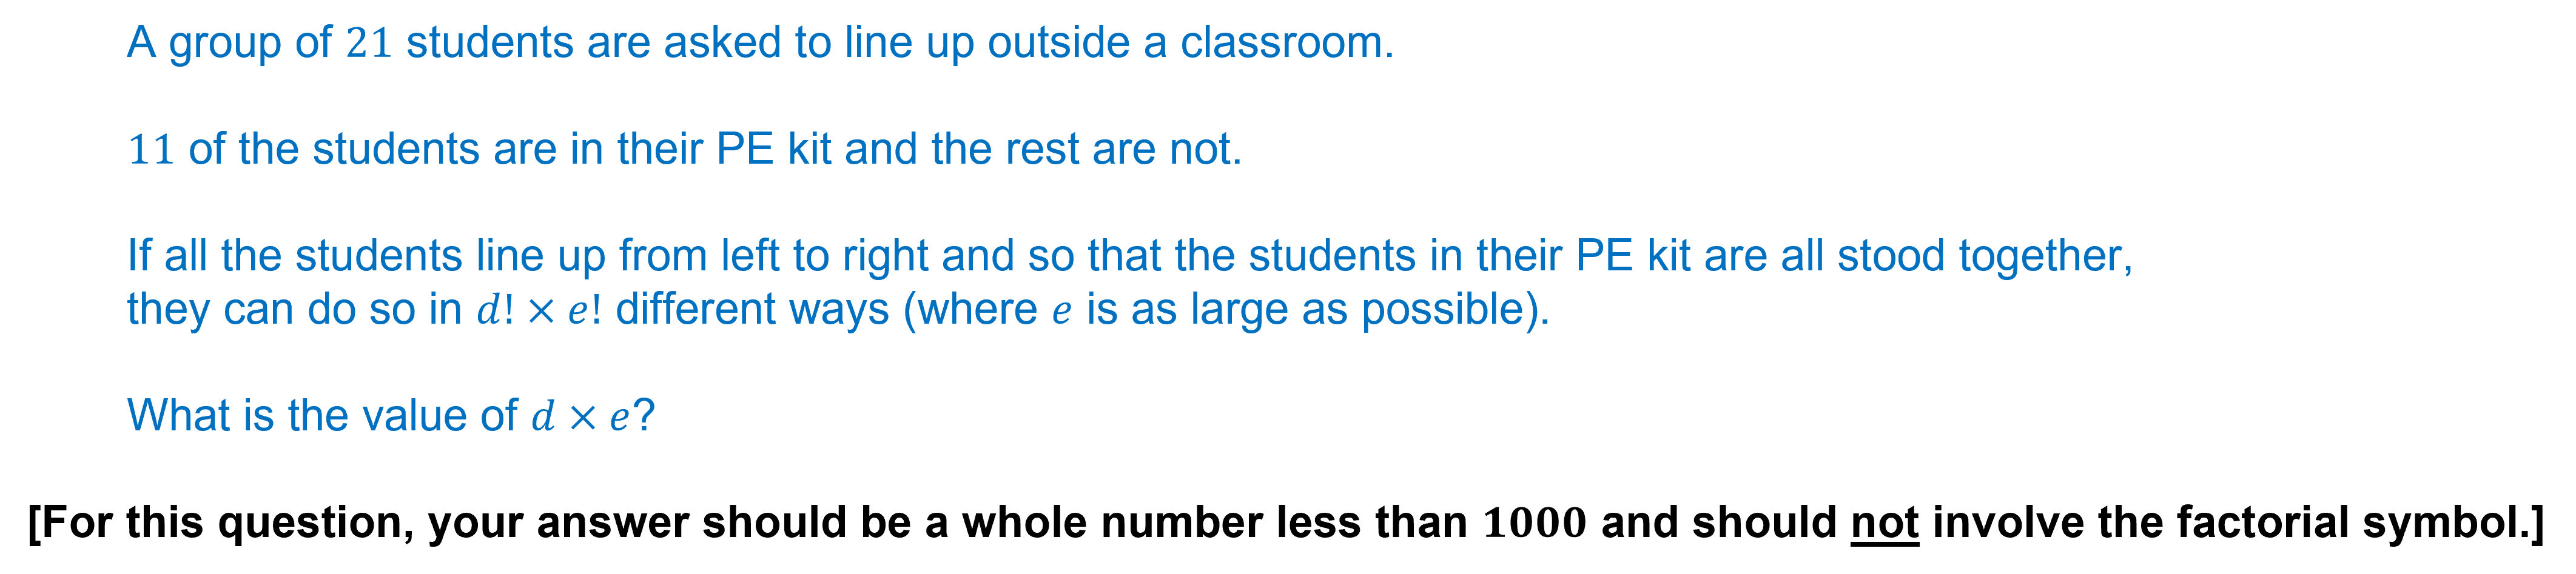 A group of 21 students are asked to line up outside a classroom.
11 of the students are in their PE kit and the rest are not.
If all the students line up from left to right and so that the students in their PE kit are all stood together,
they can do so in d! × e! different ways (where e is as large as possible).
What is the value of d × e?
[For this question, your answer should be a whole number less than 1000 and should not involve the factorial symbol.]